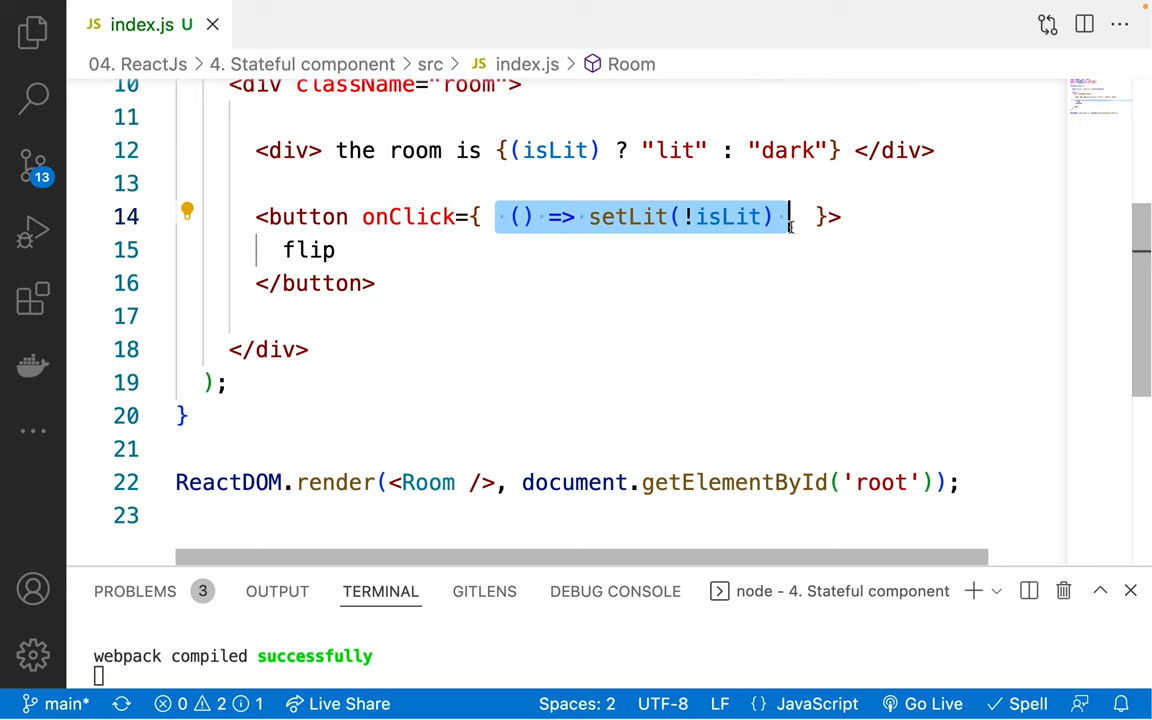 JS index.js U
04. ReactJs > 4. Stateful component > src > JS index.js > Room
10 <div className="room">
11
12 <div> the room is {(isLit) ? "lit" : "dark"} </div>
13
14 <button onClick={ () => setLit(!isLit) }>
15 flip
16 </button>
17
18 </div>
19 );
20 }
21
22 ReactDOM.render(<Room />, document.getElementById('root'));
23
13
PROBLEMS 3 OUTPUT TERMINAL GITLENS DEBUG CONSOLE node - 4. Stateful component
webpack compiled successfully
main* 0 2 1 Live Share Spaces: 2 UTF-8 LF {} JavaScript Go Live Spell